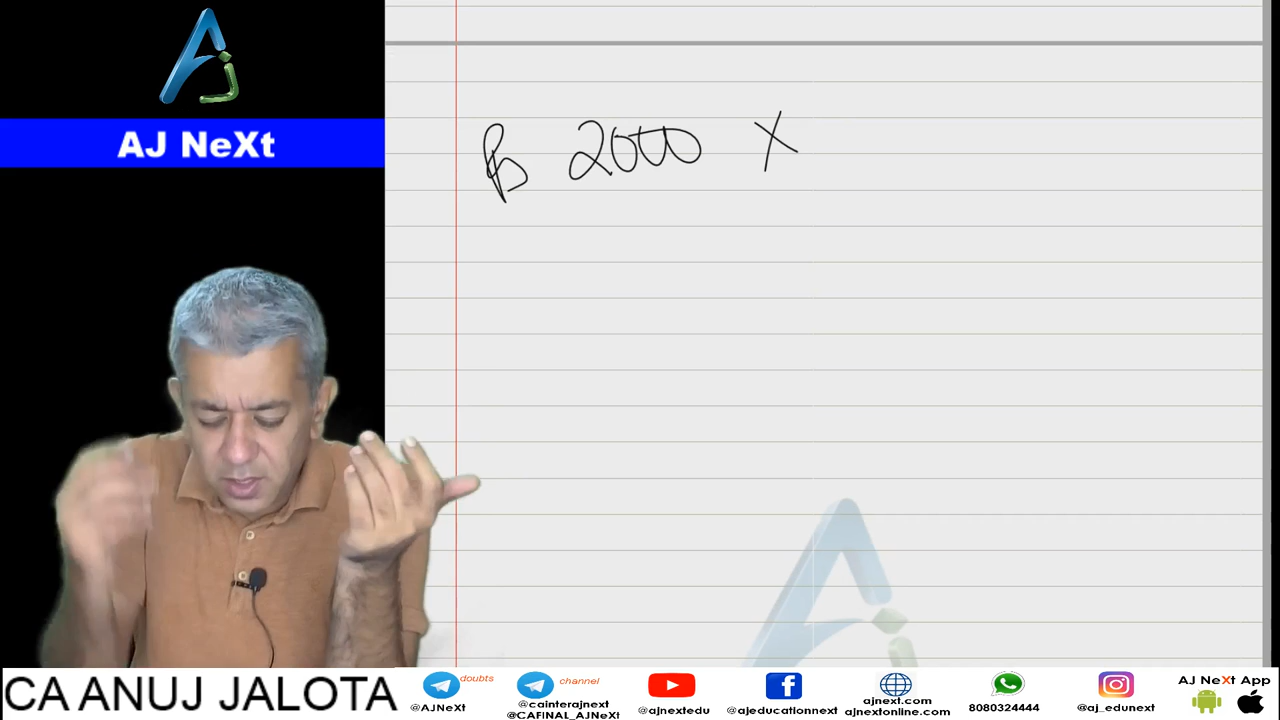 AJ NeXt
$ 2000 X
CA ANUJ JALOTA
doubts
@AJNeXt
channel
@cainterajnext
@CAFINAL_AJNeXt
@ajnextedu
@ajeducationnext
ajnext.com
ajnextonline.com
8080324444
@aj_edunext
AJ NeXt App